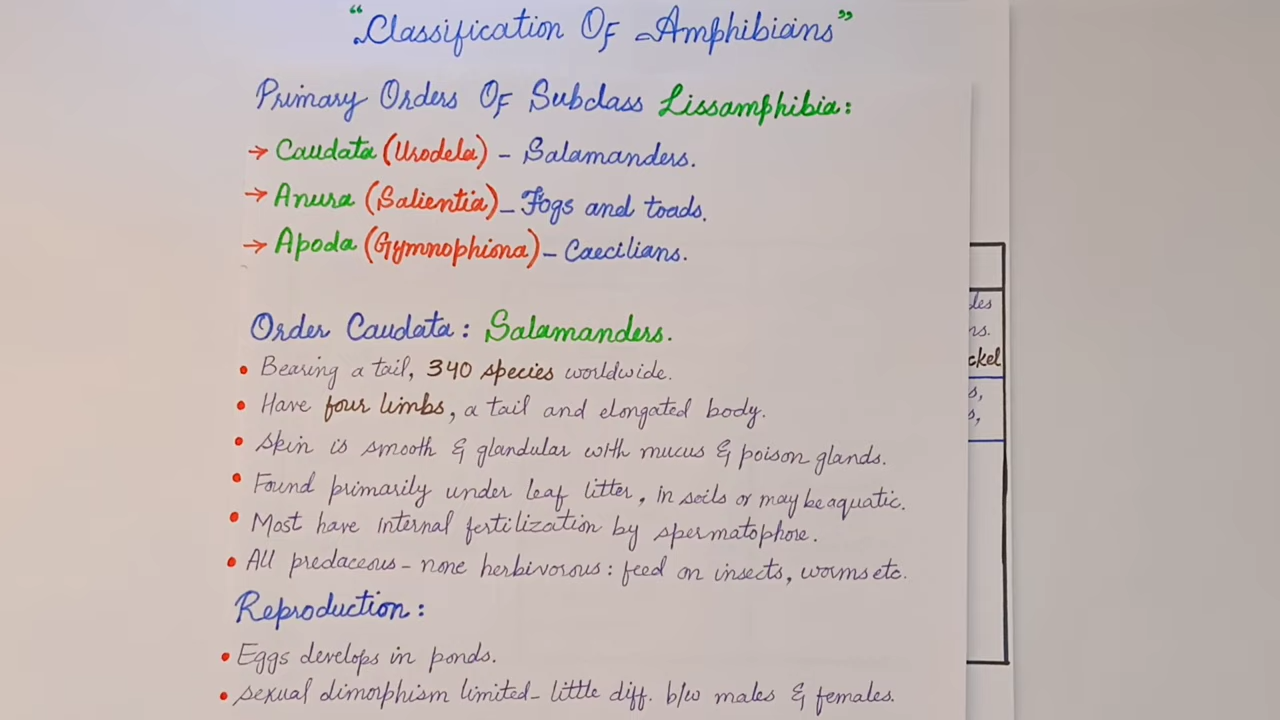 "Classification Of Amphibians"
Primary Orders Of Subclass Lissamphibia:
→ Caudata (Urodela) - Salamanders.
→ Anura (Salientia) - Fogs and toads.
→ Apoda (Gymnophiona) - Caecilians.
Order Caudata: Salamanders.
• Bearing a tail, 340 species worldwide.
• Have four limbs, a tail and elongated body.
• Skin is smooth & glandular with mucus & poison glands.
• Found primarily under leaf litter, in soils or may be aquatic.
• Most have internal fertilization by spermatophore.
• All predaceous - none herbivorous: feed on insects, worms etc.
Reproduction:
• Eggs develops in ponds.
• Sexual dimorphism limited - little diff. b/w males & females.